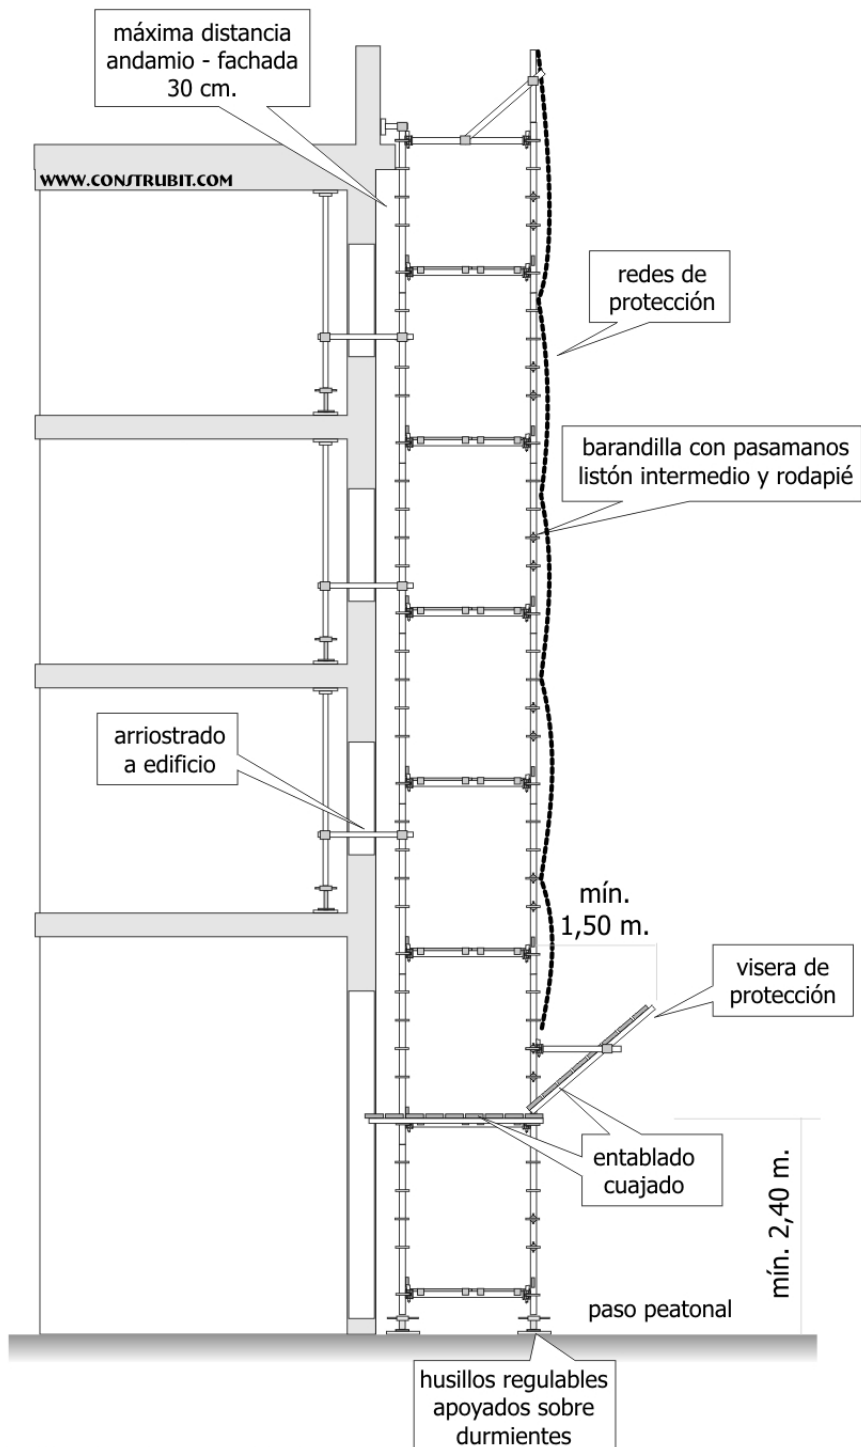 máxima distancia
andamio - fachada
30 cm.
WWW.CONSTRUBIT.COM
redes de
protección
barandilla con pasamanos
listón intermedio y rodapié
arriostrado
a edificio
mín.
1,50 m.
visera de
protección
entablado
cuajado
mín. 2,40 m.
paso peatonal
husillos regulables
apoyados sobre
durmientes